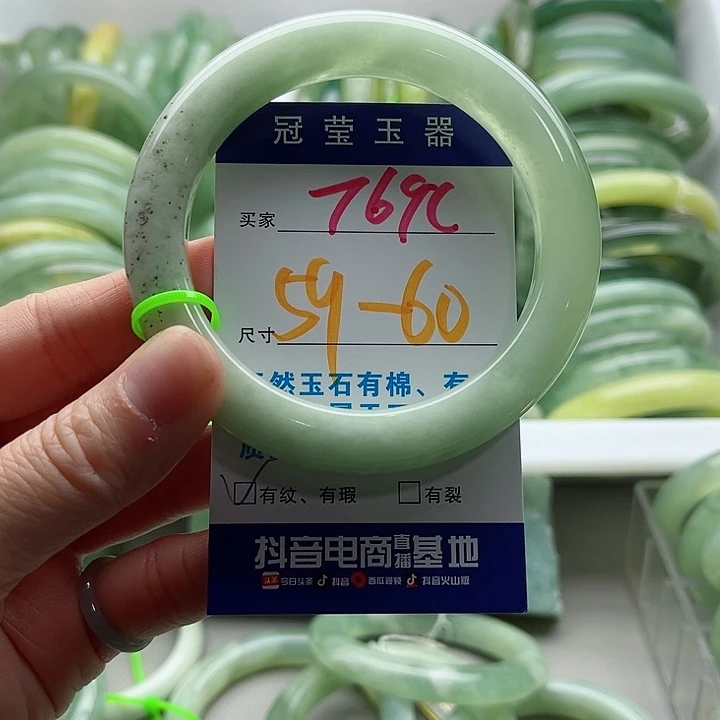 冠莹玉器
买家 769C
尺寸 59-60
然玉石有棉、有
有纹、有瑕 有裂
抖音电商直播基地
今日头条 抖音 西瓜视频 抖音火山版